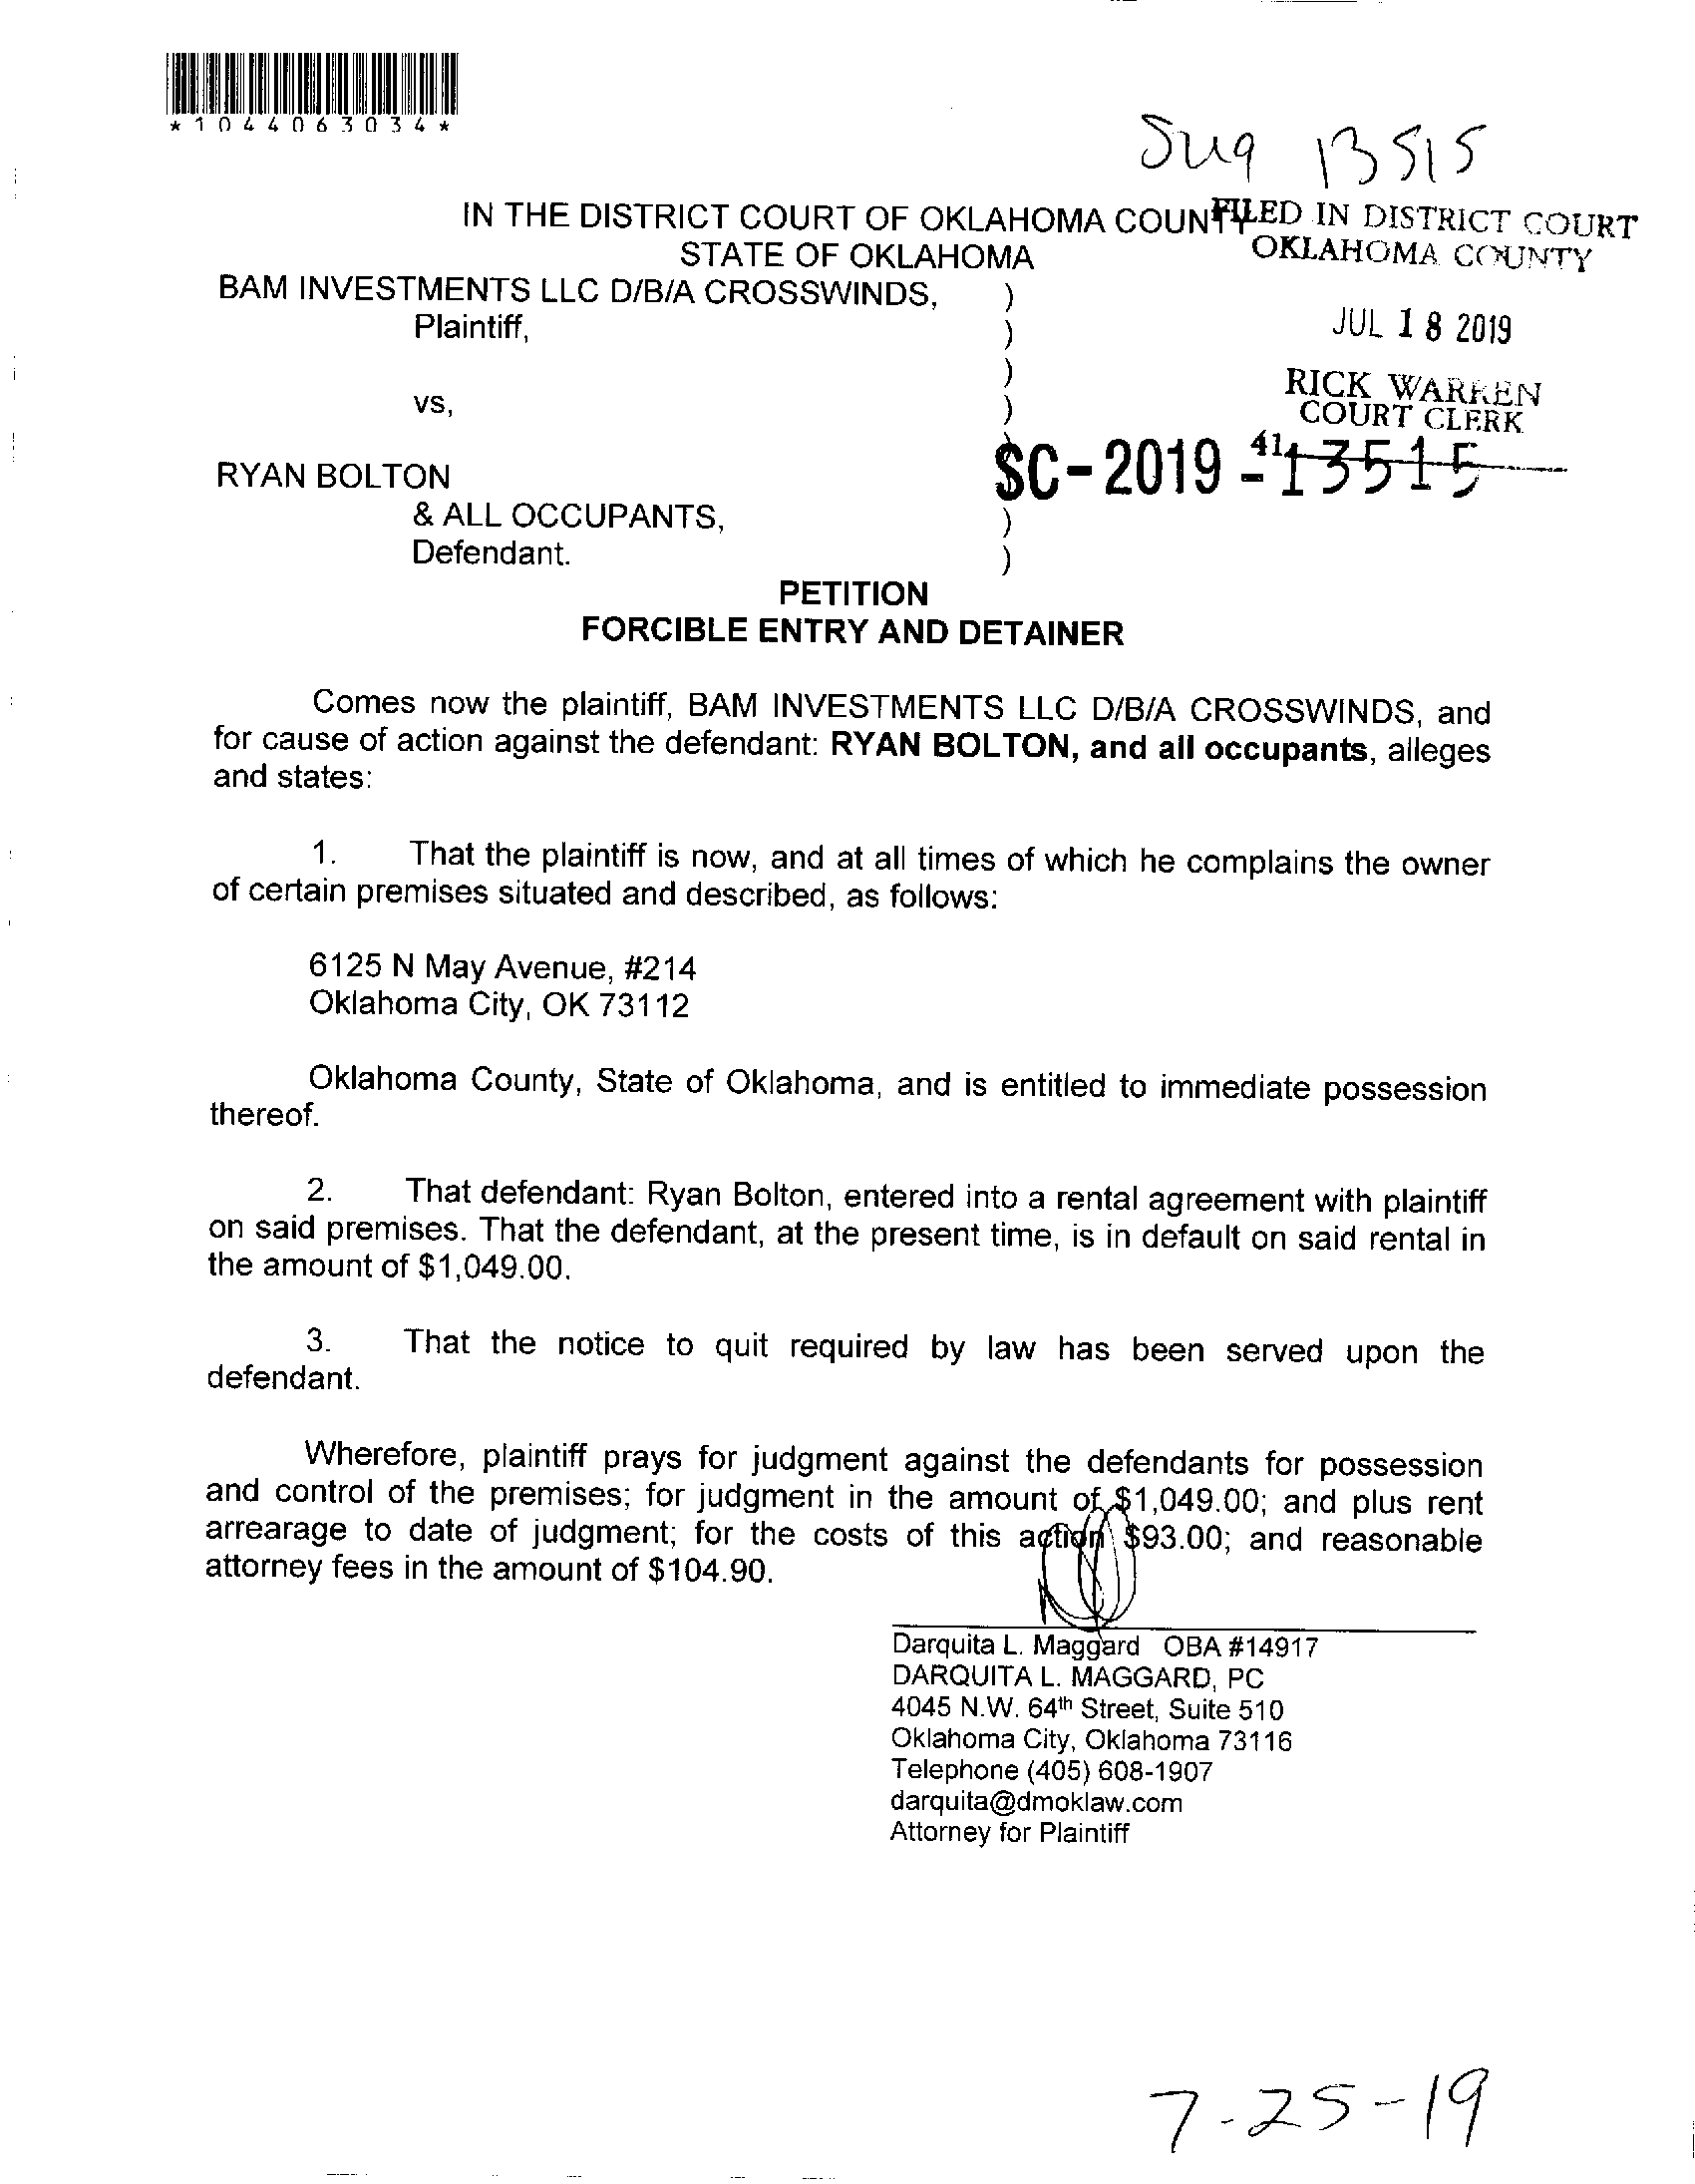 *1044063034*
Sug 13515
IN THE DISTRICT COURT OF OKLAHOMA COUNTY
STATE OF OKLAHOMA
FILED IN DISTRICT COURT
OKLAHOMA COUNTY
JUL 18 2019
RICK WARREN
COURT CLERK
41
SC-2019-13515
BAM INVESTMENTS LLC D/B/A CROSSWINDS, )
Plaintiff, )
)
vs, )
RYAN BOLTON
& ALL OCCUPANTS, )
Defendant. )
PETITION
FORCIBLE ENTRY AND DETAINER
Comes now the plaintiff, BAM INVESTMENTS LLC D/B/A CROSSWINDS, and
for cause of action against the defendant: RYAN BOLTON, and all occupants, alleges
and states:
1. That the plaintiff is now, and at all times of which he complains the owner
of certain premises situated and described, as follows:
6125 N May Avenue, #214
Oklahoma City, OK 73112
Oklahoma County, State of Oklahoma, and is entitled to immediate possession
thereof.
2. That defendant: Ryan Bolton, entered into a rental agreement with plaintiff
on said premises. That the defendant, at the present time, is in default on said rental in
the amount of $1,049.00.
3. That the notice to quit required by law has been served upon the
defendant.
Wherefore, plaintiff prays for judgment against the defendants for possession
and control of the premises; for judgment in the amount of $1,049.00; and plus rent
arrearage to date of judgment; for the costs of this action $93.00; and reasonable
attorney fees in the amount of $104.90.
Darquita L. Maggard OBA #14917
DARQUITA L. MAGGARD, PC
4045 N.W. 64th Street, Suite 510
Oklahoma City, Oklahoma 73116
Telephone (405) 608-1907
darquita@dmoklaw.com
Attorney for Plaintiff
7-25-19